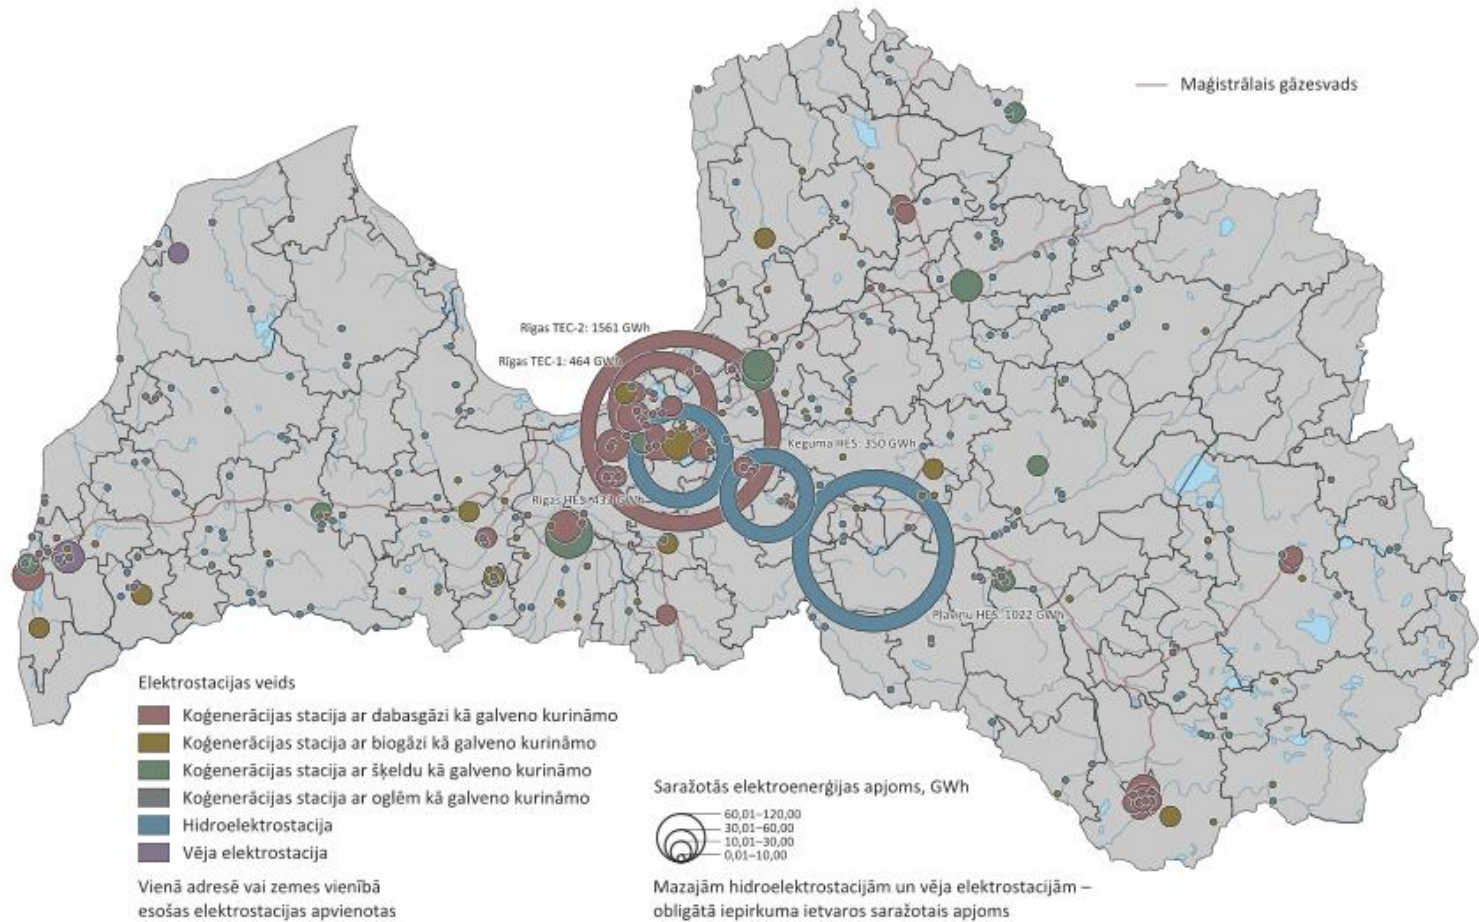 Maģistrālais gāzesvads
Rīgas TEC-2: 1561 GWh
Rīgas TEC-1: 464 GWh
Ķeguma HES: 350 GWh
Rīgas HES: GWh
Pļaviņu HES: 1022 GWh
Elektrostacijas veids
Koģenerācijas stacija ar dabasgāzi kā galveno kurināmo
Koģenerācijas stacija ar biogāzi kā galveno kurināmo
Koģenerācijas stacija ar šķeldu kā galveno kurināmo
Koģenerācijas stacija ar oglēm kā galveno kurināmo
Hidroelektrostacija
Vēja elektrostacija
Vienā adresē vai zemes vienībā
esošas elektrostacijas apvienotas
Saražotās elektroenerģijas apjoms, GWh
60,01–120,00
30,01–60,00
10,01–30,00
0,01–10,00
Mazajām hidroelektrostacijām un vēja elektrostacijām –
obligātā iepirkuma ietvaros saražotais apjoms